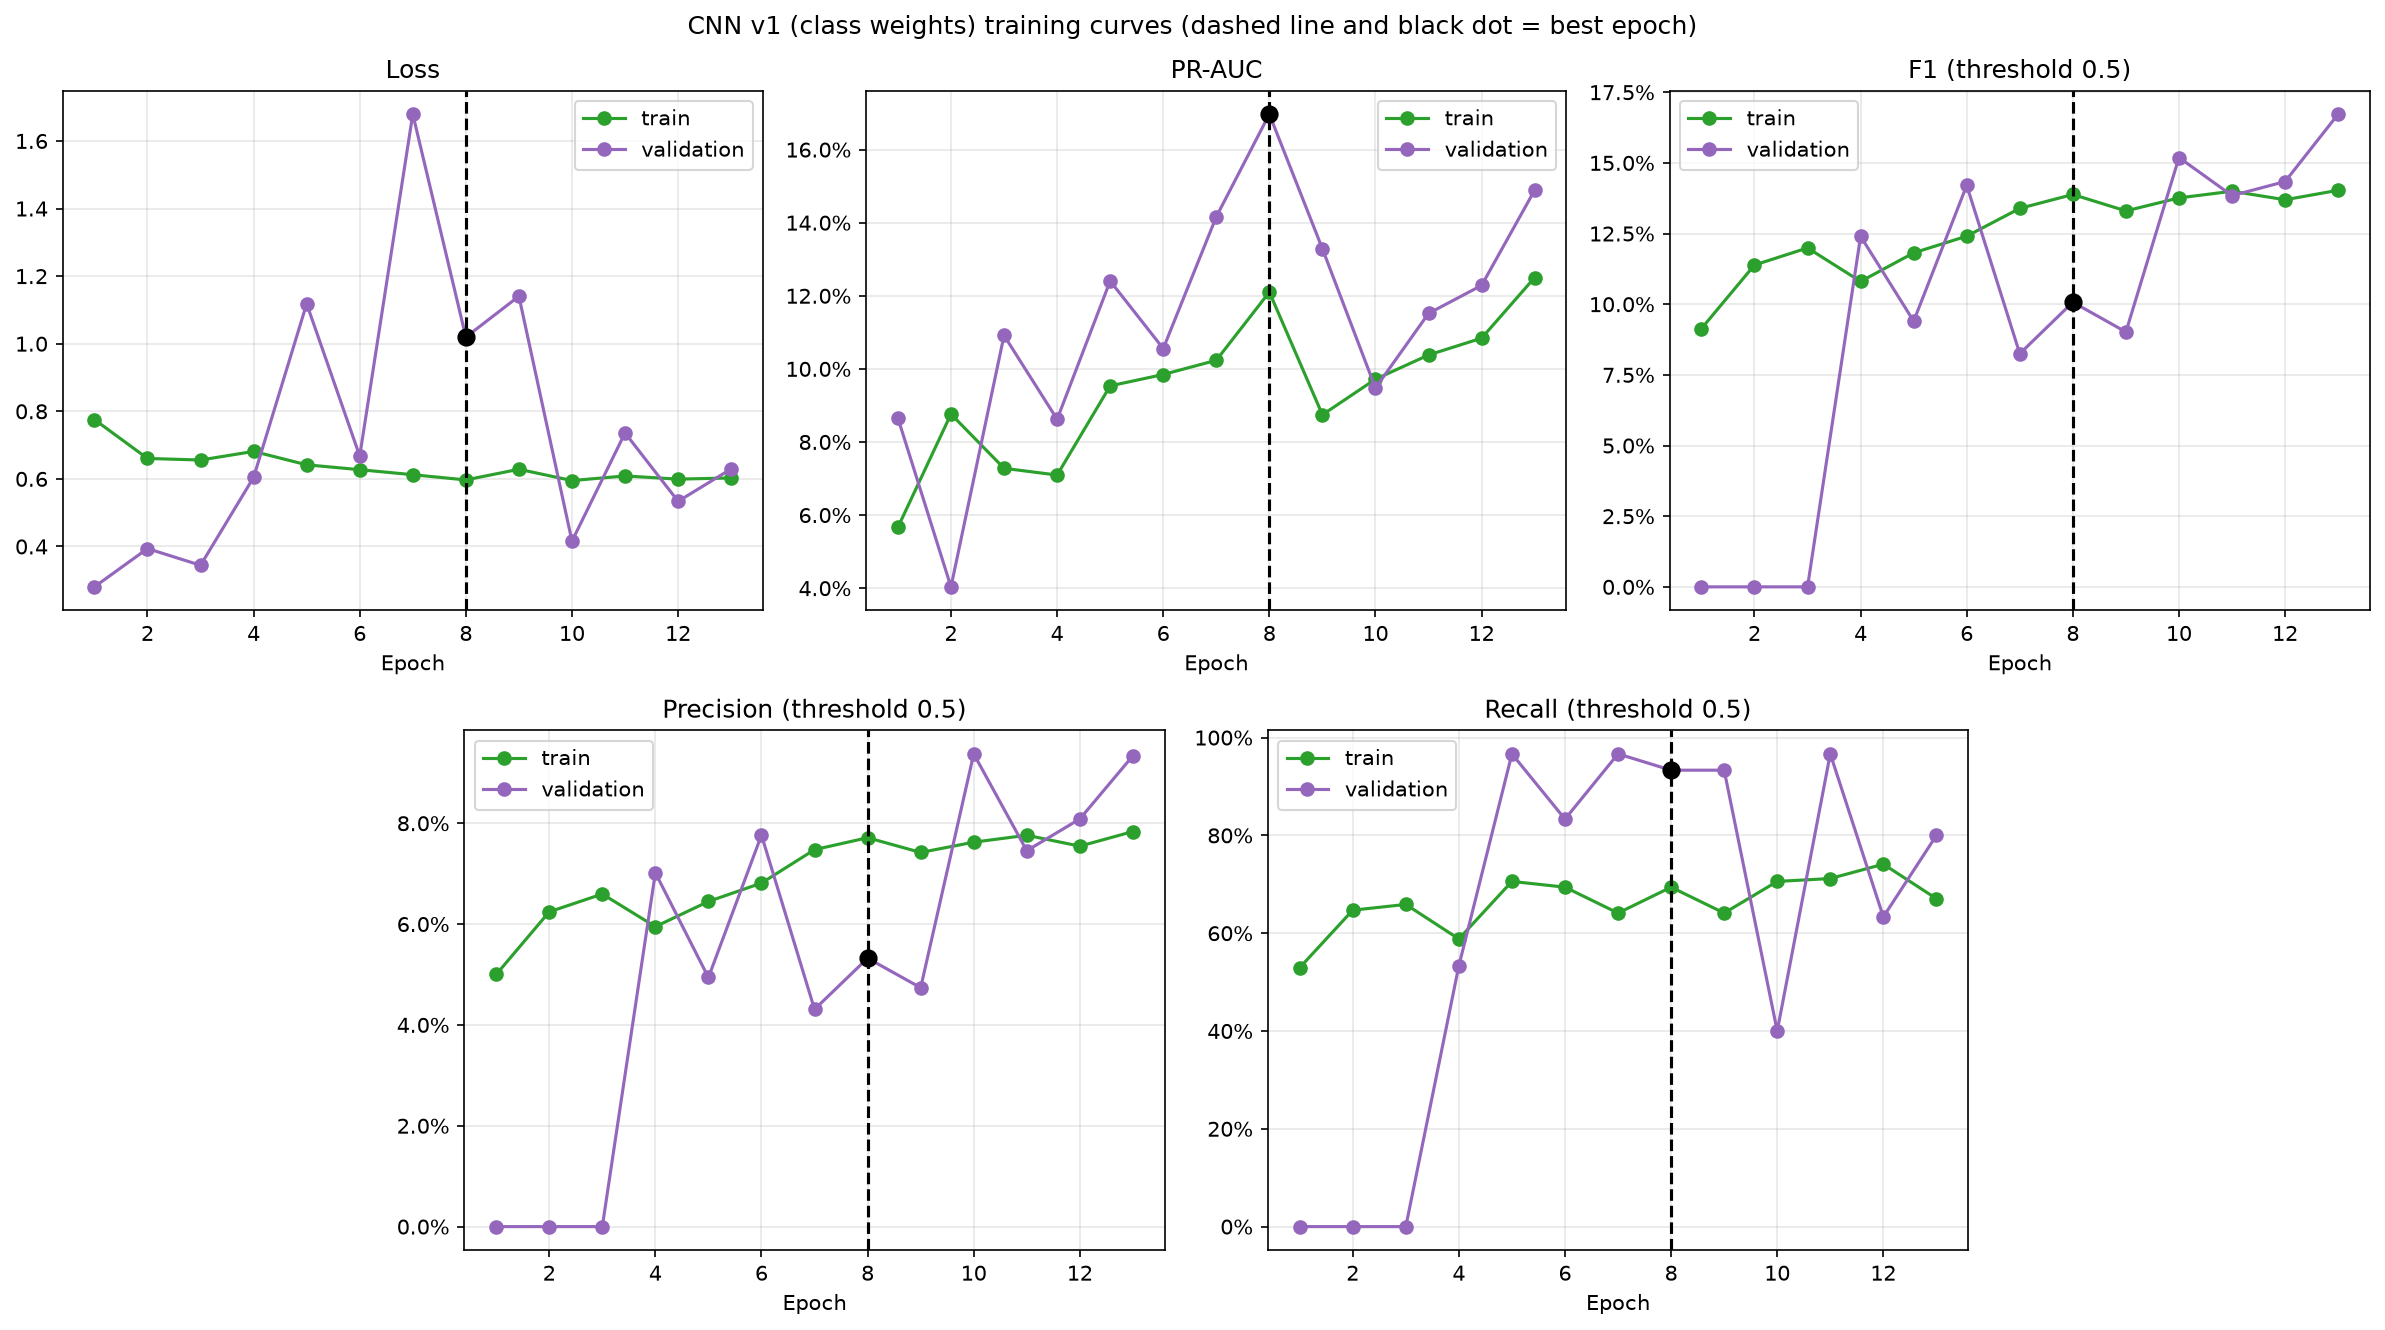 CNN v1 (class weights) training curves (dashed line and black dot = best epoch)
Loss
train
validation
1.6
1.4
1.2
1.0
0.8
0.6
0.4
2 4 6 8 10 12
Epoch
PR-AUC
train
validation
16.0%
14.0%
12.0%
10.0%
8.0%
6.0%
4.0%
2 4 6 8 10 12
Epoch
F1 (threshold 0.5)
train
validation
17.5%
15.0%
12.5%
10.0%
7.5%
5.0%
2.5%
0.0%
2 4 6 8 10 12
Epoch
Precision (threshold 0.5)
train
validation
8.0%
6.0%
4.0%
2.0%
0.0%
2 4 6 8 10 12
Epoch
Recall (threshold 0.5)
train
validation
100%
80%
60%
40%
20%
0%
2 4 6 8 10 12
Epoch